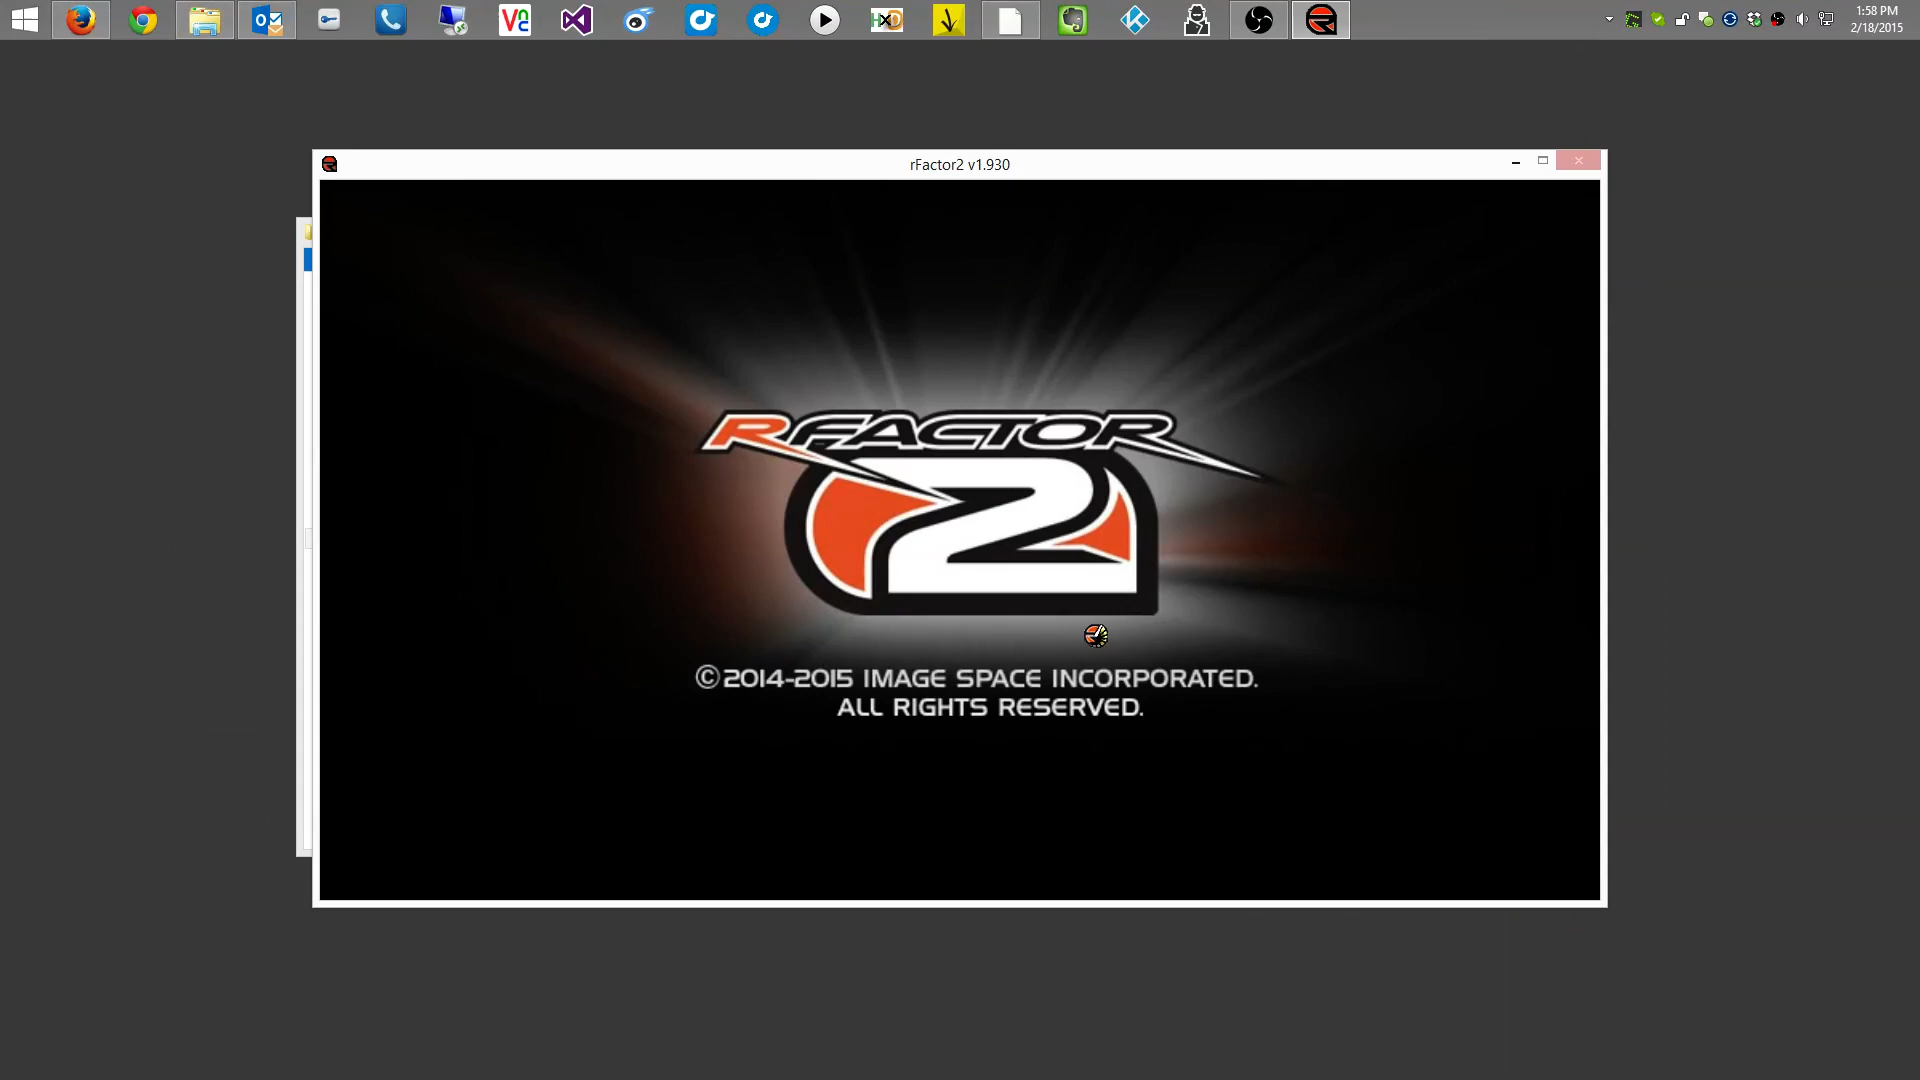 1:58 PM
2/18/2015
rFactor2 v1.930
RFACTOR
2
©2014-2015 IMAGE SPACE INCORPORATED.
ALL RIGHTS RESERVED.